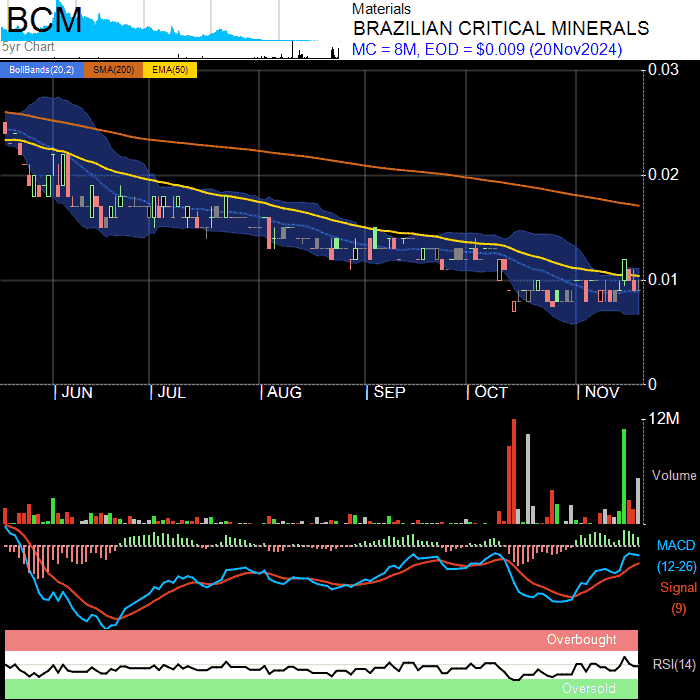 BCM
5yr Chart
Materials
BRAZILIAN CRITICAL MINERALS
MC = 8M, EOD = $0.009 (20Nov2024)
BollBands(20,2) SMA(200) EMA(50)
0.03
0.02
0.01
0
JUN JUL AUG SEP OCT NOV
12M
Volume
MACD
(12-26)
Signal
(9)
Overbought
RSI(14)
Oversold